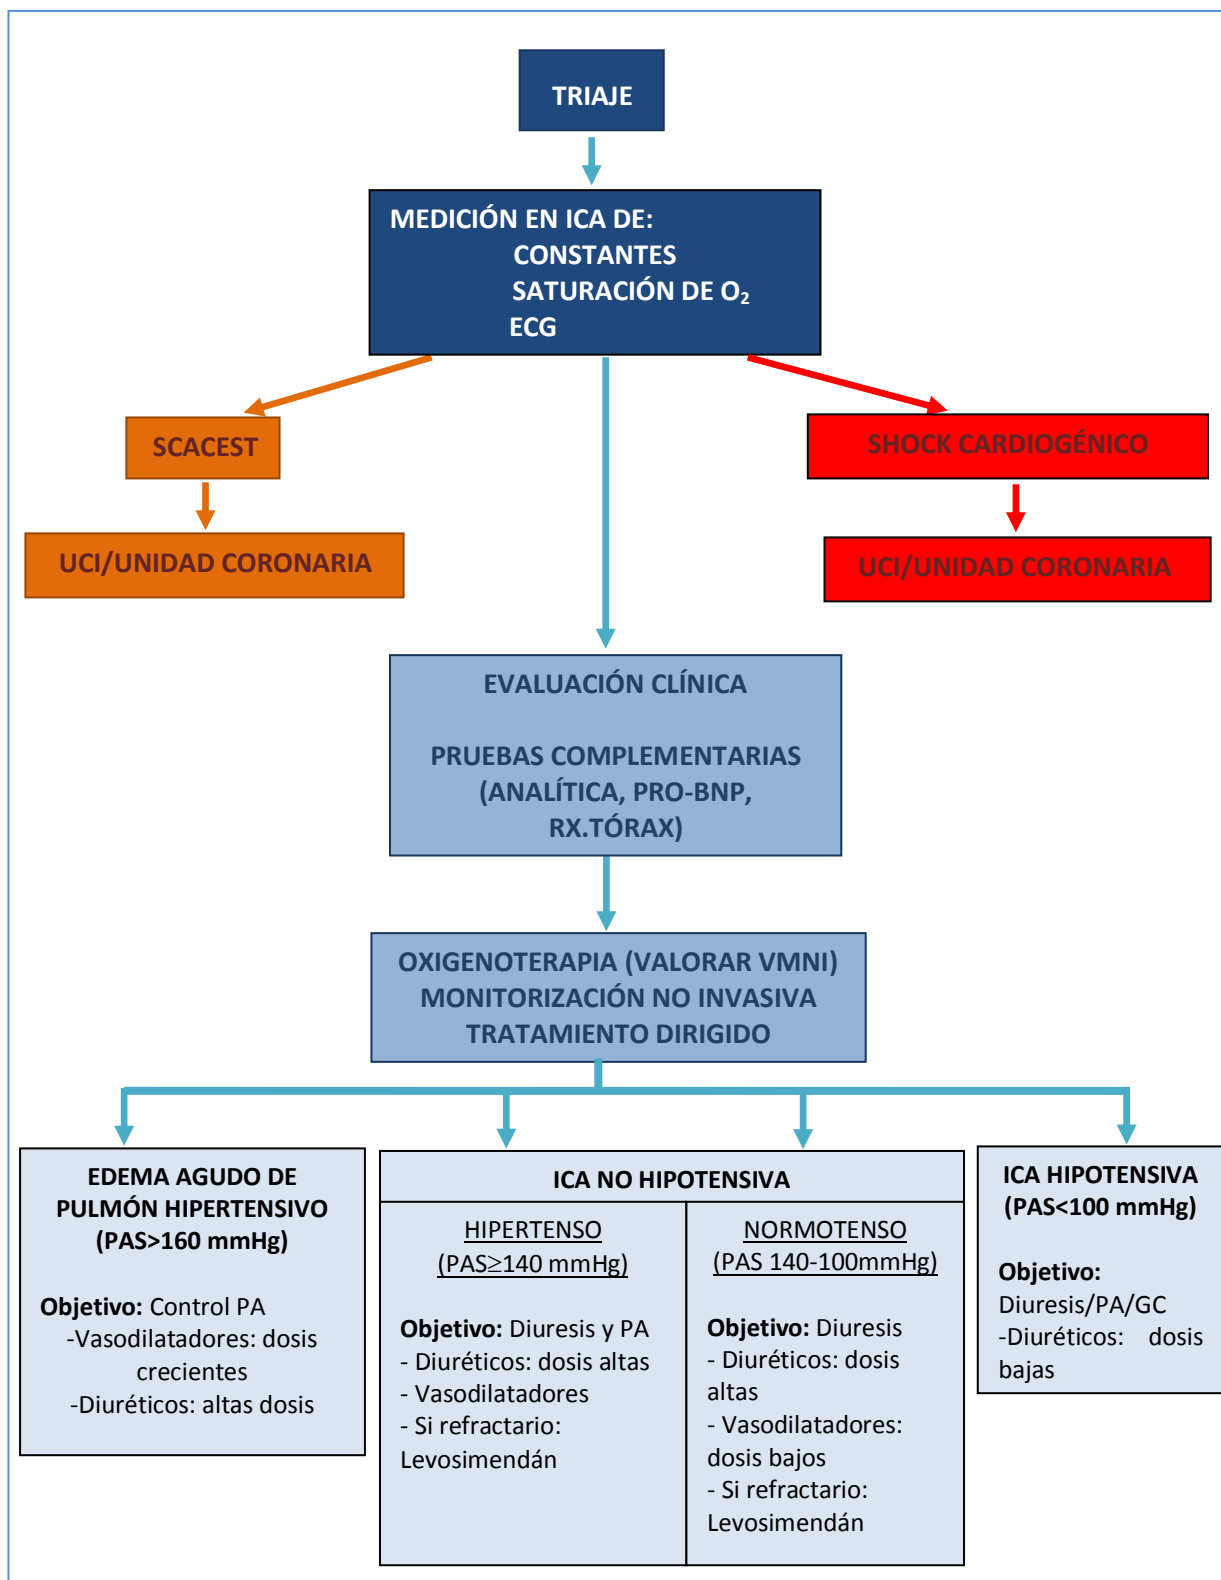 TRIAJE
MEDICIÓN EN ICA DE:
CONSTANTES
SATURACIÓN DE O₂
ECG
SCACEST
SHOCK CARDIOGÉNICO
UCI/UNIDAD CORONARIA
UCI/UNIDAD CORONARIA
EVALUACIÓN CLÍNICA
PRUEBAS COMPLEMENTARIAS
(ANALÍTICA, PRO-BNP,
RX.TÓRAX)
OXIGENOTERAPIA (VALORAR VMNI)
MONITORIZACIÓN NO INVASIVA
TRATAMIENTO DIRIGIDO
EDEMA AGUDO DE
PULMÓN HIPERTENSIVO
(PAS>160 mmHg)
Objetivo: Control PA
-Vasodilatadores: dosis
crecientes
-Diuréticos: altas dosis
ICA NO HIPOTENSIVA
HIPERTENSO
(PAS≥140 mmHg)
Objetivo: Diuresis y PA
- Diuréticos: dosis altas
- Vasodilatadores
- Si refractario:
Levosimendán
NORMOTENSO
(PAS 140-100mmHg)
Objetivo: Diuresis
- Diuréticos: dosis
altas
- Vasodilatadores:
dosis bajos
- Si refractario:
Levosimendán
ICA HIPOTENSIVA
(PAS<100 mmHg)
Objetivo:
Diuresis/PA/GC
-Diuréticos: dosis
bajas